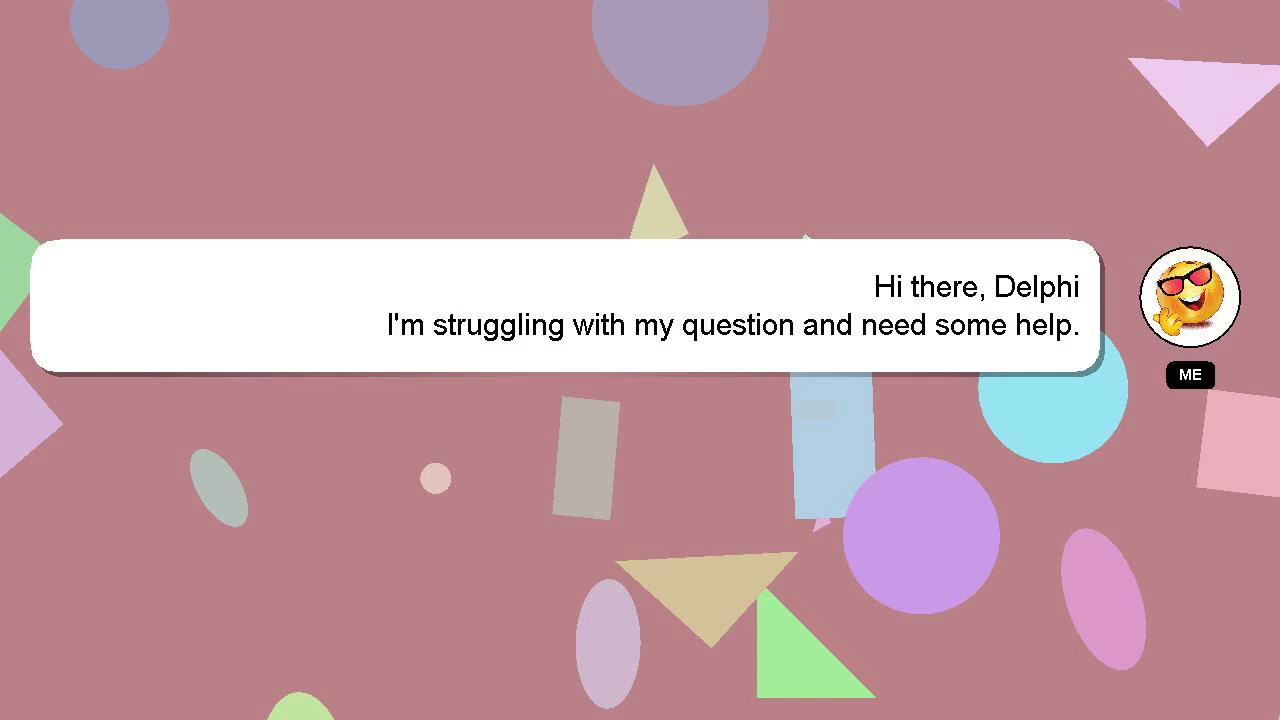 Hi there, Delphi
I'm struggling with my question and need some help.
ME